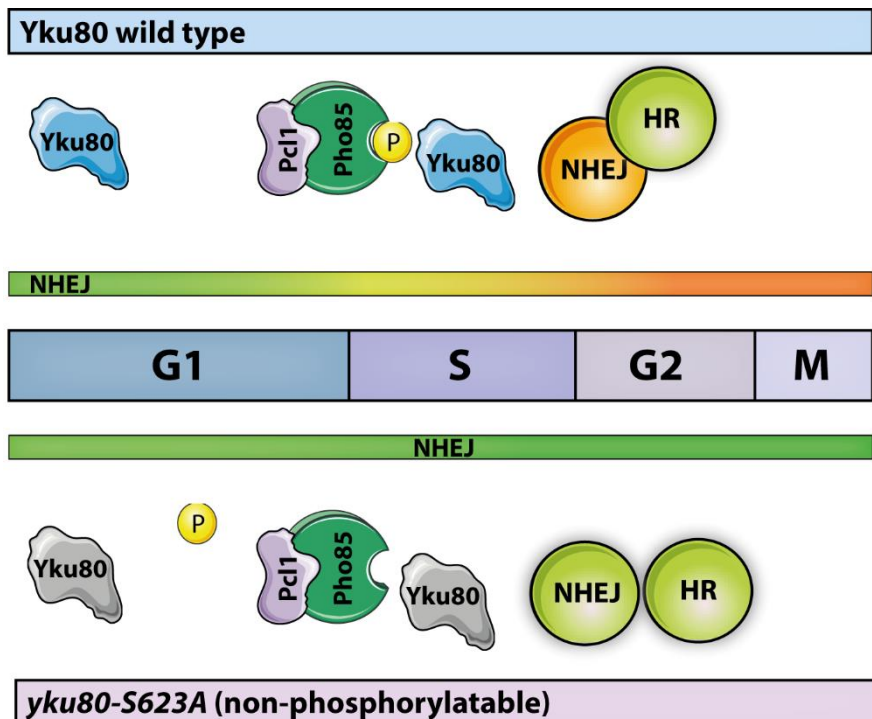 Yku80 wild type
Yku80
Pcl1
Pho85
P
Yku80
NHEJ
HR
NHEJ
G1
S
G2
M
NHEJ
P
Yku80
Pcl1
Pho85
Yku80
NHEJ
HR
yku80-S623A (non-phosphorylatable)